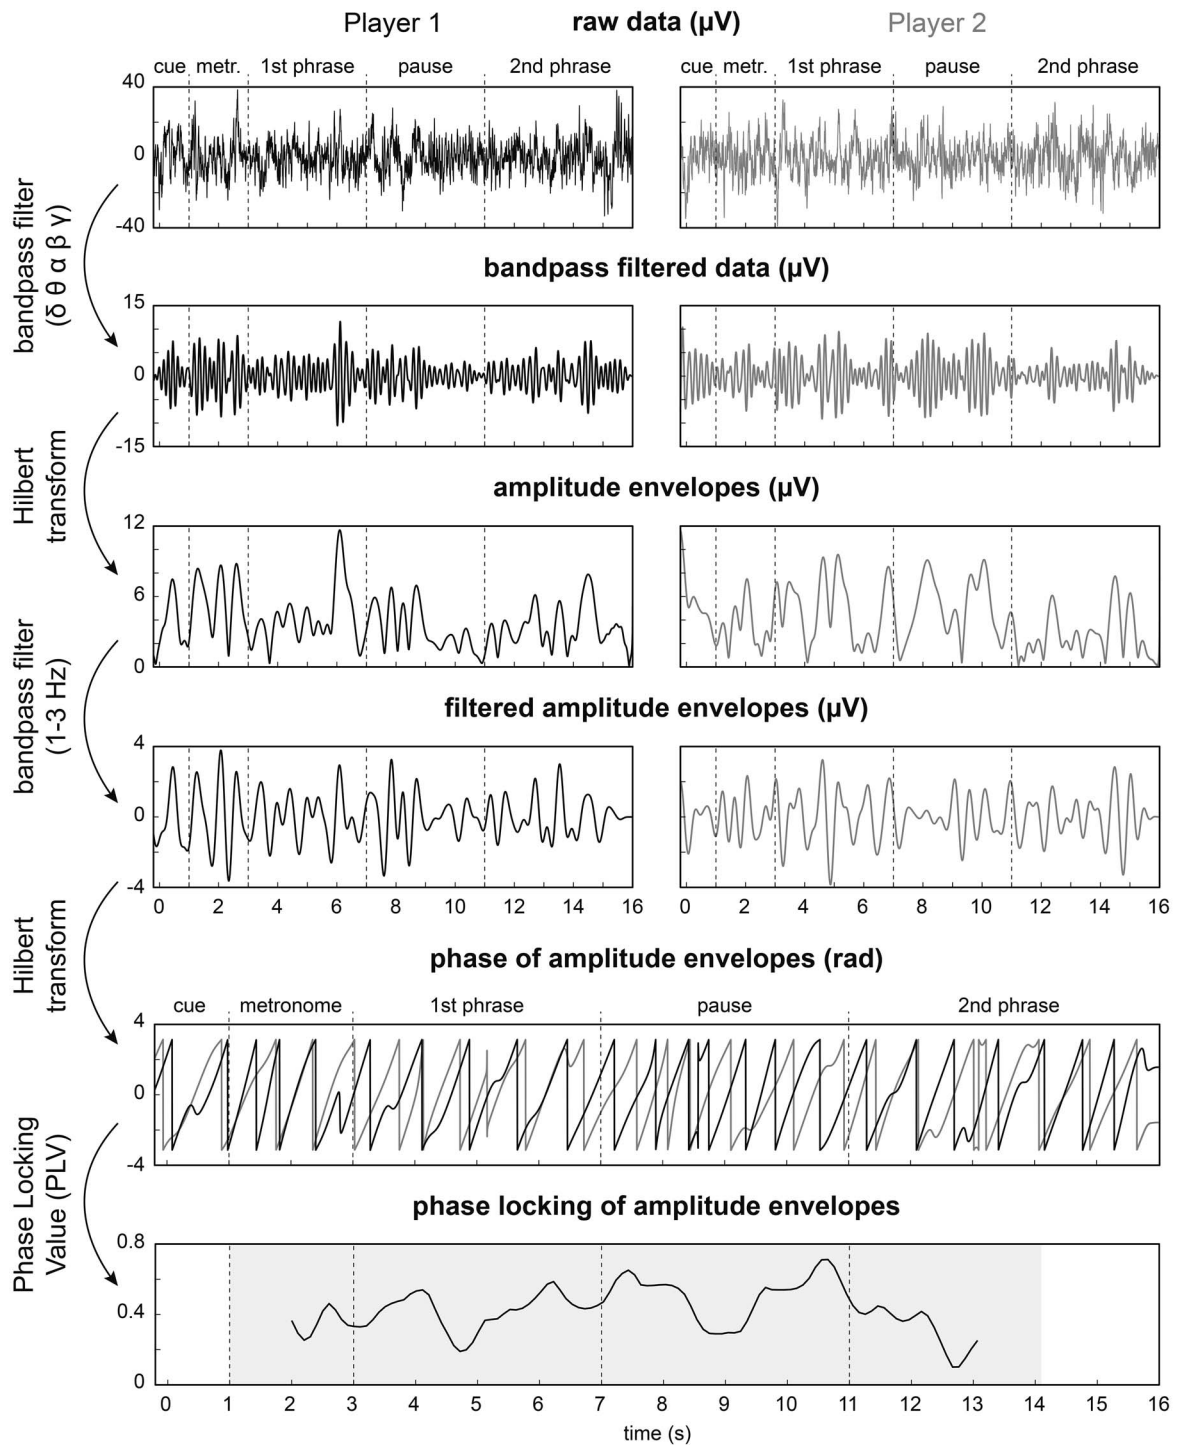 Player 1 raw data (µV) Player 2
cue metr. 1st phrase pause 2nd phrase cue metr. 1st phrase pause 2nd phrase
40
0
-40
bandpass filter
(δ θ α β γ)
bandpass filtered data (µV)
15
0
-15
Hilbert
transform
amplitude envelopes (µV)
12
6
0
bandpass filter
(1-3 Hz)
filtered amplitude envelopes (µV)
4
0
-4
0 2 4 6 8 10 12 14 16 0 2 4 6 8 10 12 14 16
Hilbert
transform
phase of amplitude envelopes (rad)
cue metronome 1st phrase pause 2nd phrase
4
0
-4
Phase Locking
Value (PLV)
phase locking of amplitude envelopes
0.8
0.4
0
0 1 2 3 4 5 6 7 8 9 10 11 12 13 14 15 16
time (s)